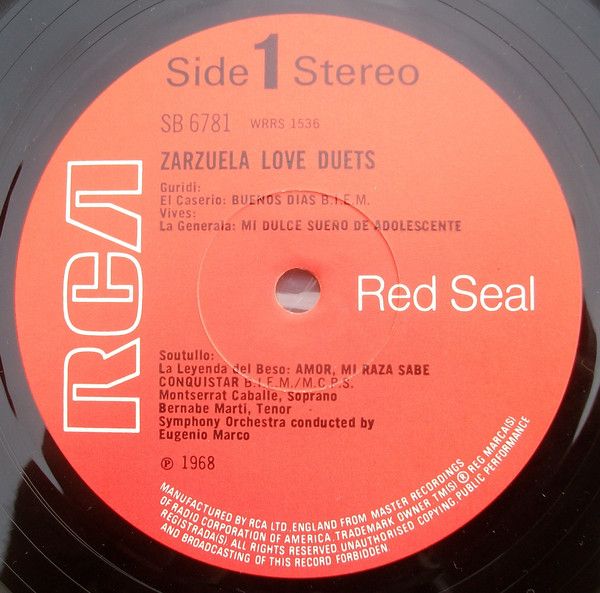 Side 1 Stereo
SB 6781 WRRS 1536
ZARZUELA LOVE DUETS
Guridi:
El Caserio: BUENOS DIAS B.I.E.M.
Vives:
La Generala: MI DULCE SUEÑO DE ADOLESCENTE
RCA
Red Seal
Soutullo:
La Leyenda del Beso: AMOR, MI RAZA SABE
CONQUISTAR B.I.E.M./M.C.P.S.
Montserrat Caballe, Soprano
Bernabe Marti, Tenor
Symphony Orchestra conducted by
Eugenio Marco
℗ 1968
MANUFACTURED BY RCA LTD. ENGLAND FROM MASTER RECORDINGS
OF RADIO CORPORATION OF AMERICA. TRADEMARK OWNER TM(S) ® REG MARCA(S)
REGISTRADA(S) ALL RIGHTS RESERVED UNAUTHORISED COPYING, PUBLIC PERFORMANCE
AND BROADCASTING OF THIS RECORD FORBIDDEN.